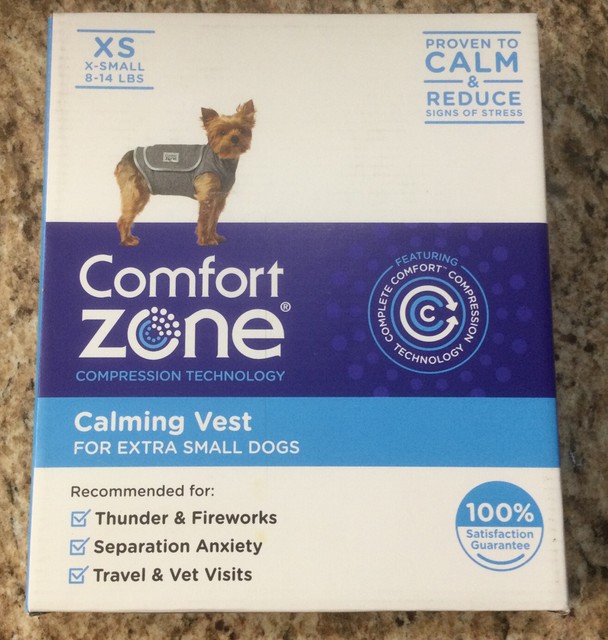 XS
X-SMALL
8-14 LBS
PROVEN TO
CALM
&
REDUCE
SIGNS OF STRESS
Comfort
zone®
COMPRESSION TECHNOLOGY
FEATURING
COMPLETE COMFORT™ COMPRESSION
TECHNOLOGY
C
Calming Vest
FOR EXTRA SMALL DOGS
Recommended for:
Thunder & Fireworks
Separation Anxiety
Travel & Vet Visits
100%
Satisfaction
Guarantee